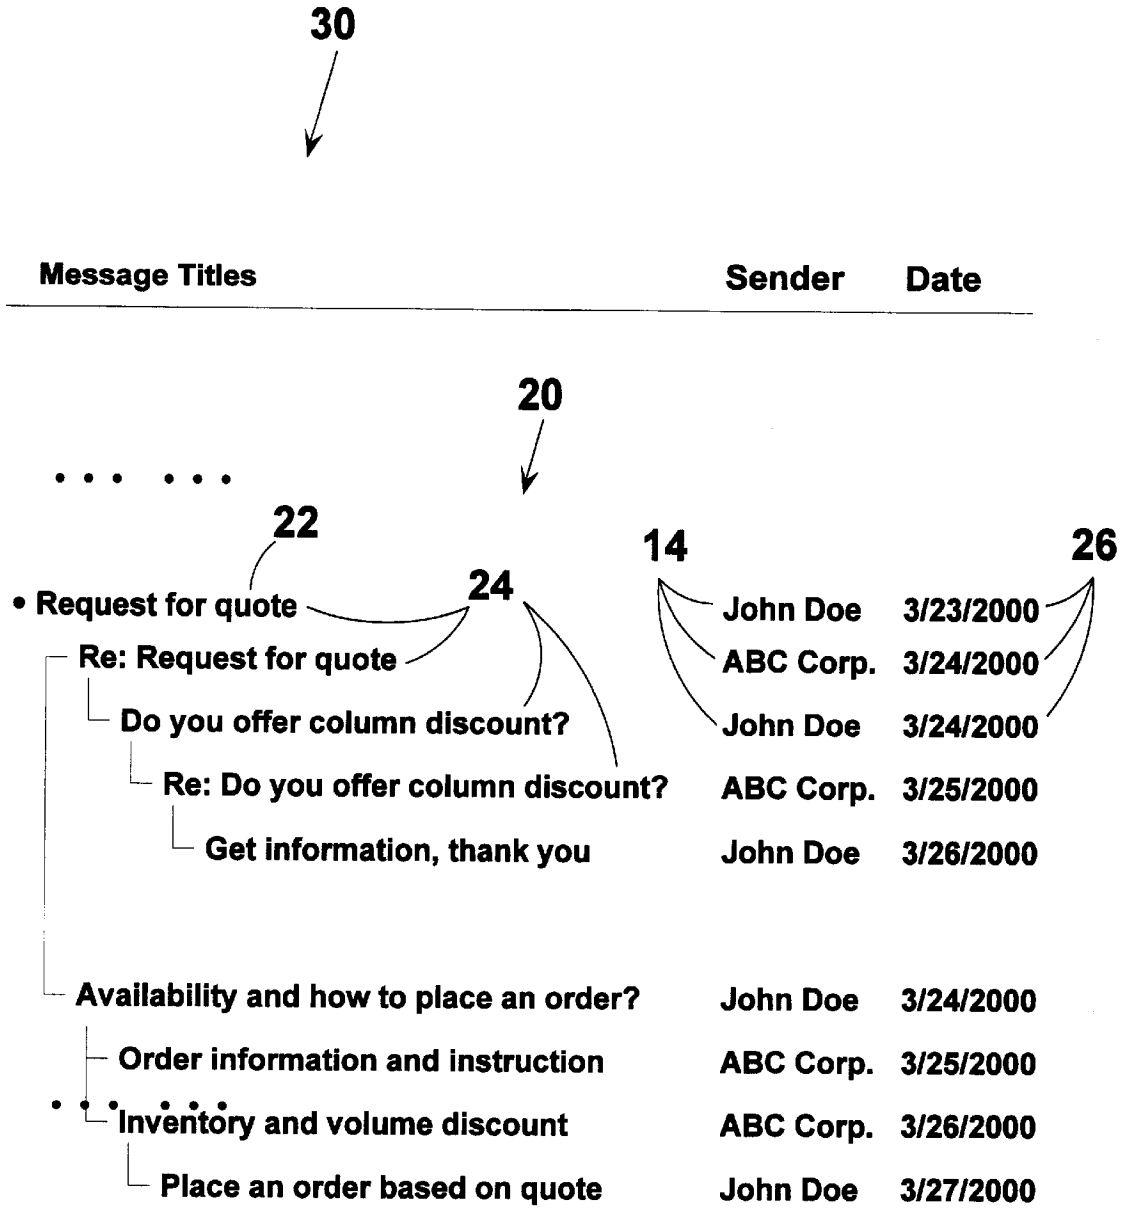 30
Message Titles Sender Date
20
... ...
22
14 26
24
• Request for quote John Doe 3/23/2000
Re: Request for quote ABC Corp. 3/24/2000
Do you offer column discount? John Doe 3/24/2000
Re: Do you offer column discount? ABC Corp. 3/25/2000
Get information, thank you John Doe 3/26/2000
Availability and how to place an order? John Doe 3/24/2000
Order information and instruction ABC Corp. 3/25/2000
... ...
Inventory and volume discount ABC Corp. 3/26/2000
Place an order based on quote John Doe 3/27/2000